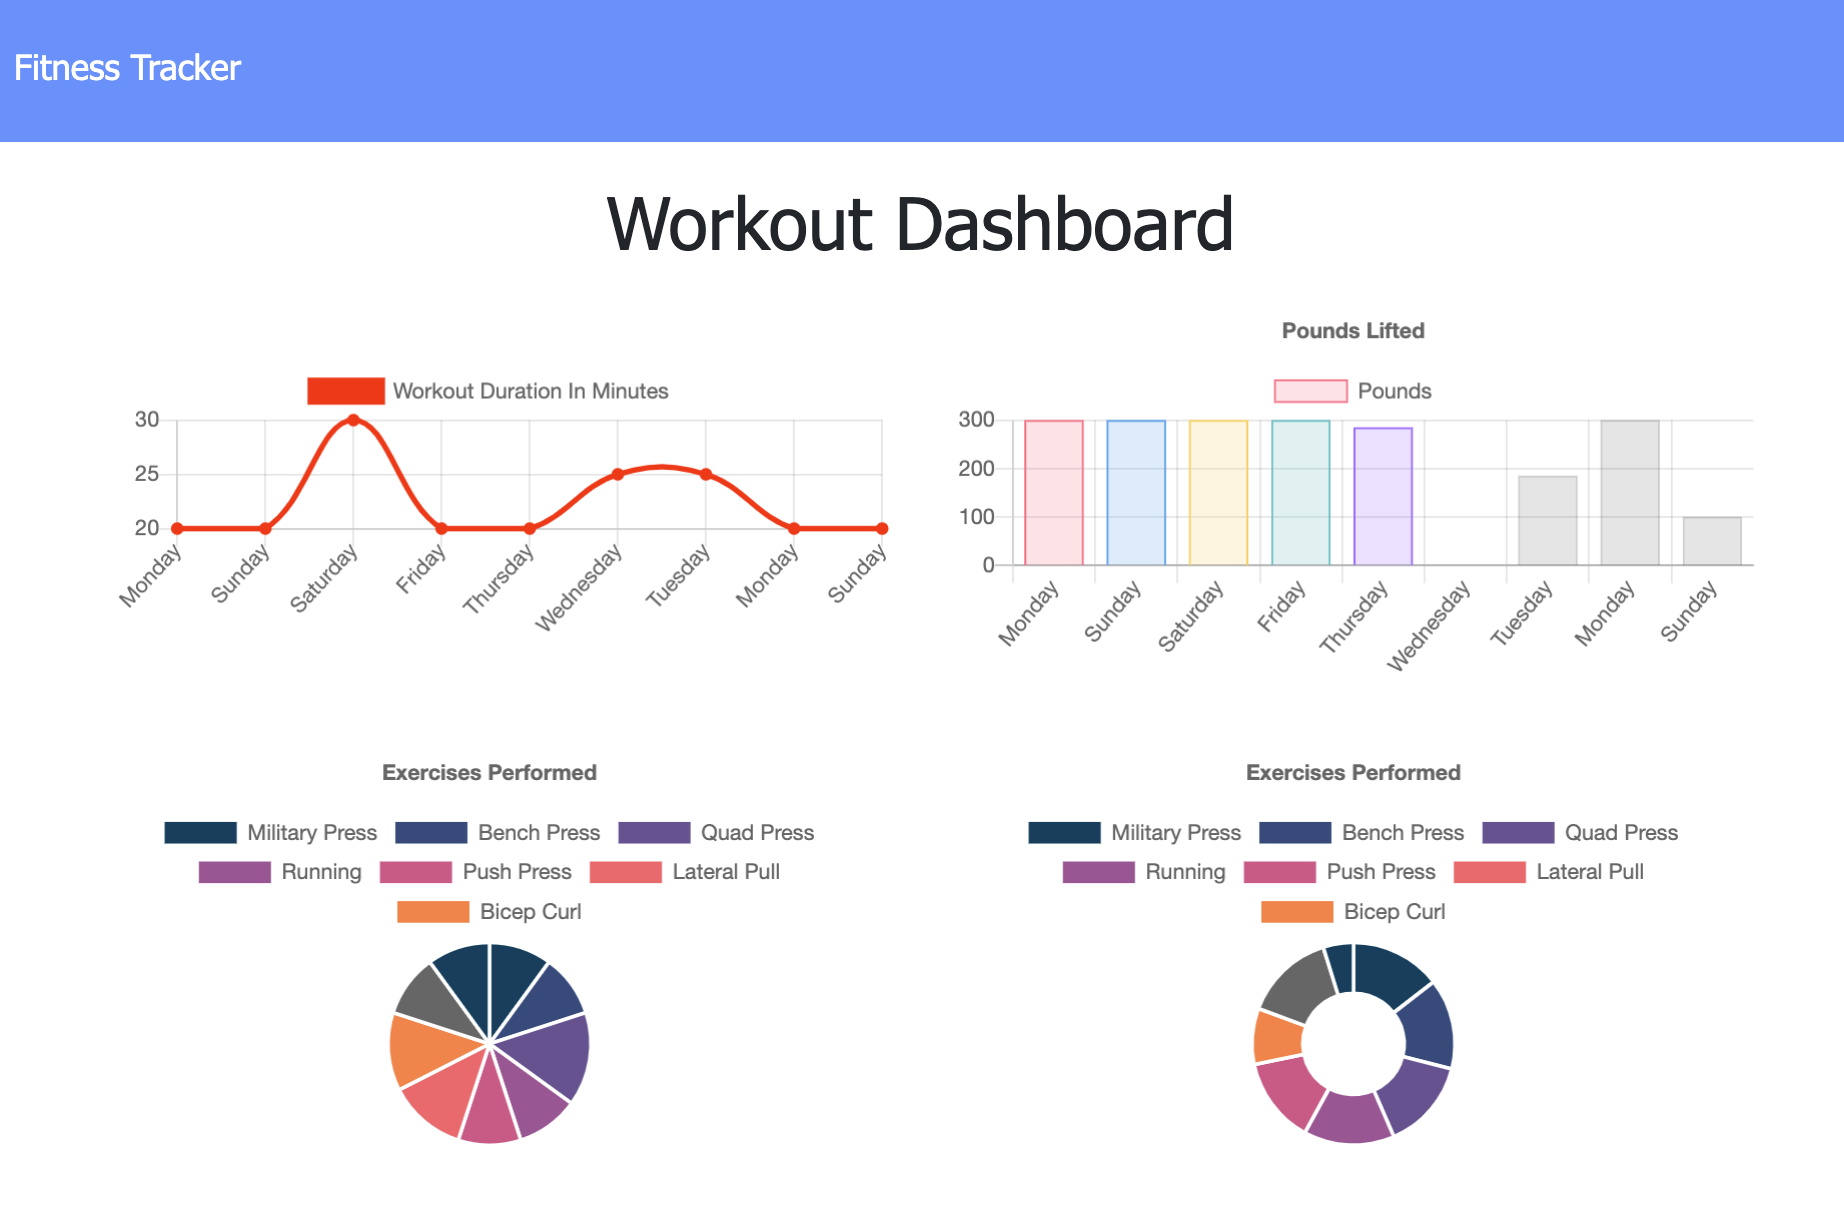 Fitness Tracker
Workout Dashboard
Workout Duration In Minutes
30
25
20
Monday Sunday Saturday Friday Thursday Wednesday Tuesday Monday Sunday
Pounds Lifted
Pounds
300
200
100
0
Monday Sunday Saturday Friday Thursday Wednesday Tuesday Monday Sunday
Exercises Performed
Military Press Bench Press Quad Press
Running Push Press Lateral Pull
Bicep Curl
Exercises Performed
Military Press Bench Press Quad Press
Running Push Press Lateral Pull
Bicep Curl